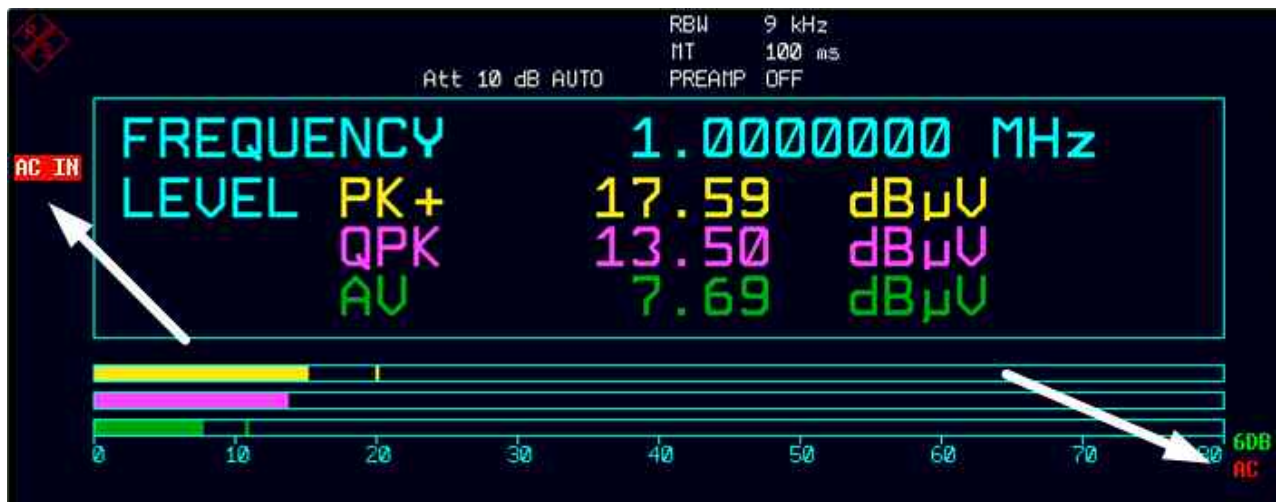 RBW 9 kHz
MT 100 ms
Att 10 dB AUTO PREAMP OFF
FREQUENCY 1.0000000 MHz
AC IN
LEVEL PK+ 17.59 dBµV
QPK 13.50 dBµV
AV 7.69 dBµV
0 10 20 30 40 50 60 70 80
6DB
AC